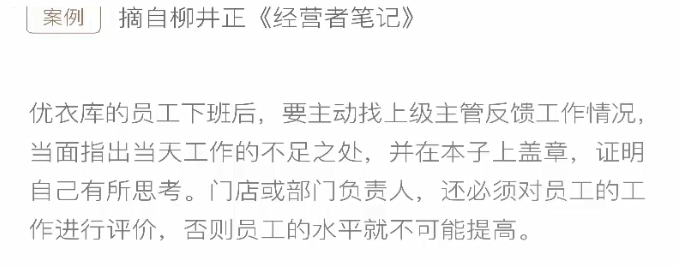 案例 摘自柳井正《经营者笔记》
优衣库的员工下班后，要主动找上级主管反馈工作情况，
当面指出当天工作的不足之处，并在本子上盖章，证明
自己有所思考。门店或部门负责人，还必须对员工的工
作进行评价，否则员工的水平就不可能提高。